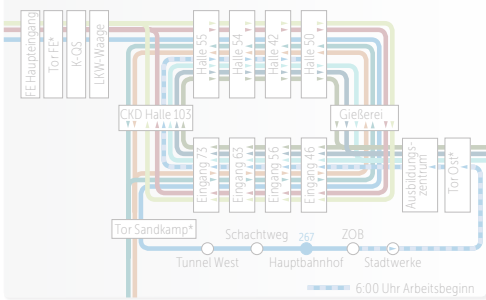 FE Haupteingang
Tor FE*
K-QS
LKW-Waage
Halle 55
Halle 54
Halle 42
Halle 50
CKD Halle 103
Gießerei
Eingang 73
Eingang 63
Eingang 56
Eingang 46
Ausbildungs-
zentrum
Tor Ost*
Tor Sandkamp*
Schachtweg
267
ZOB
Tunnel West
Hauptbahnhof
Stadtwerke
6:00 Uhr Arbeitsbeginn